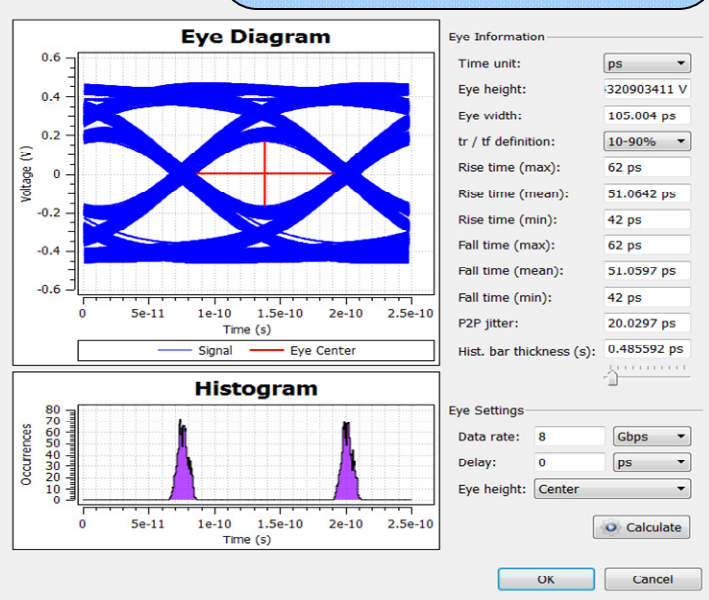 Eye Diagram
0.6
0.4
0.2
0
-0.2
-0.4
-0.6
Voltage (V)
0 5e-11 1e-10 1.5e-10 2e-10 2.5e-10
Time (s)
Signal Eye Center
Histogram
80
70
60
50
40
30
20
10
0
Occurrences
0 5e-11 1e-10 1.5e-10 2e-10 2.5e-10
Time (s)
Eye Information
Time unit: ps
Eye height: 320903411 V
Eye width: 105.004 ps
tr / tf definition: 10-90%
Rise time (max): 62 ps
Rise time (mean): 51.0642 ps
Rise time (min): 42 ps
Fall time (max): 62 ps
Fall time (mean): 51.0597 ps
Fall time (min): 42 ps
P2P jitter: 20.0297 ps
Hist. bar thickness (s): 0.485592 ps
Eye Settings
Data rate: 8 Gbps
Delay: 0 ps
Eye height: Center
Calculate
OK Cancel